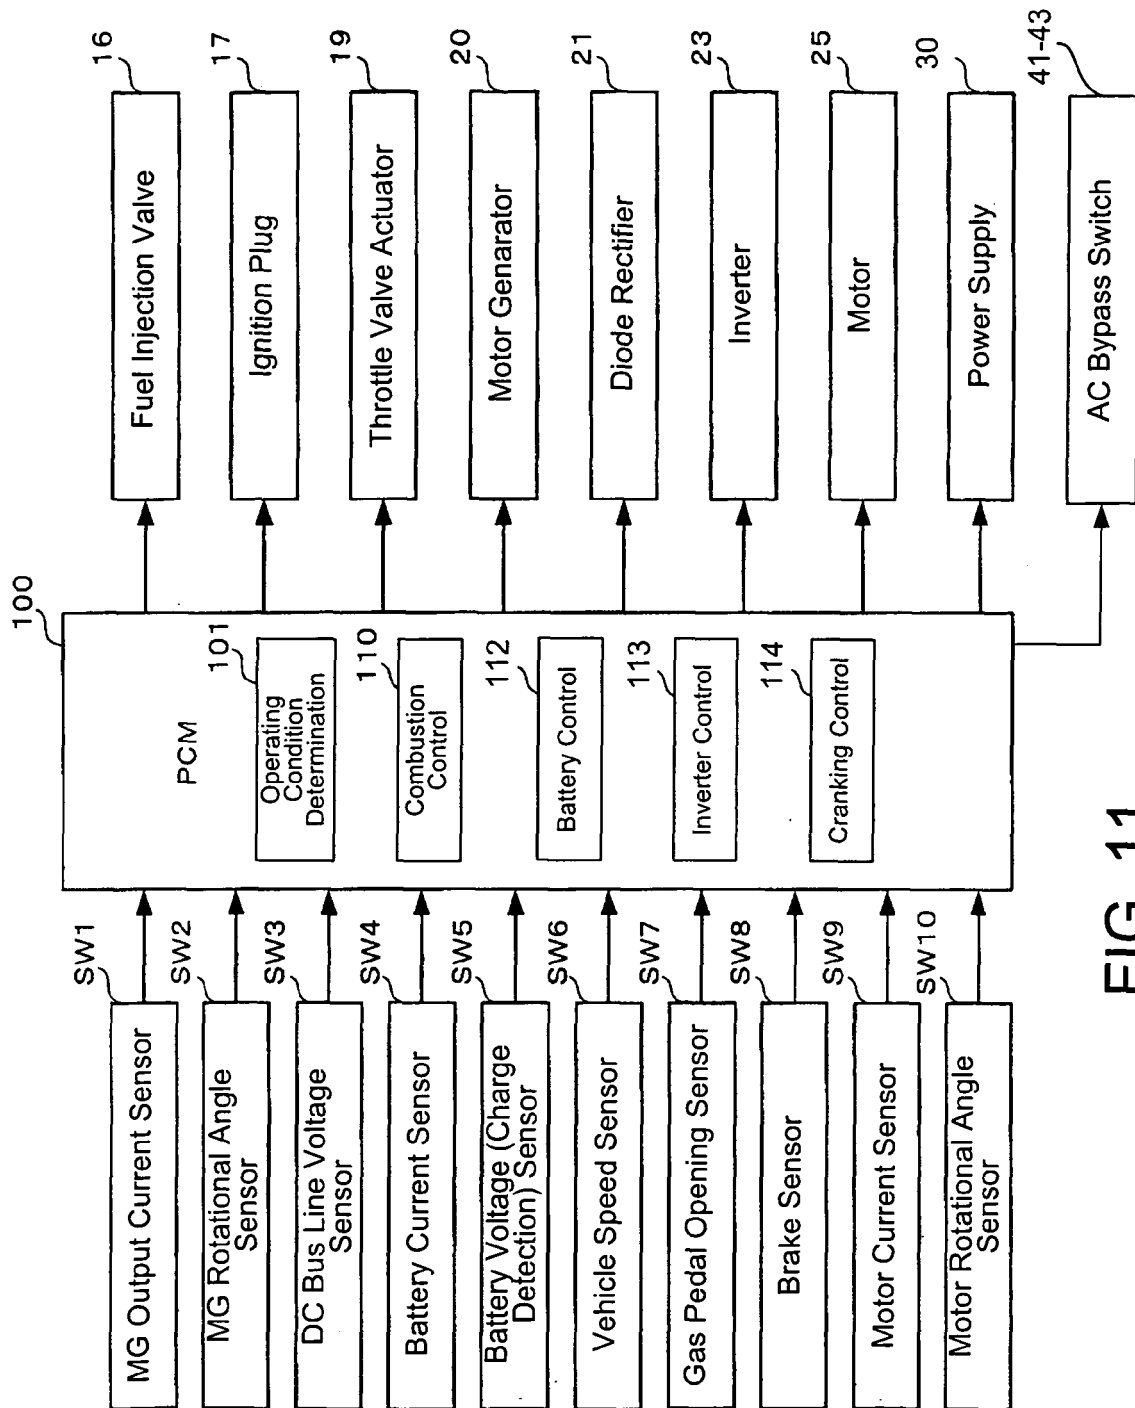 100
PCM
101
Operating
Condition
Determination
110
Combustion
Control
112
Battery Control
113
Inverter Control
114
Cranking Control
SW1
MG Output Current Sensor
SW2
MG Rotational Angle
Sensor
SW3
DC Bus Line Voltage
Sensor
SW4
Battery Current Sensor
SW5
Battery Voltage (Charge
Detection) Sensor
SW6
Vehicle Speed Sensor
SW7
Gas Pedal Opening Sensor
SW8
Brake Sensor
SW9
Motor Current Sensor
SW10
Motor Rotational Angle
Sensor
16
Fuel Injection Valve
17
Ignition Plug
19
Throttle Valve Actuator
20
Motor Genarator
21
Diode Rectifier
23
Inverter
25
Motor
30
Power Supply
41-43
AC Bypass Switch
FIG. 11